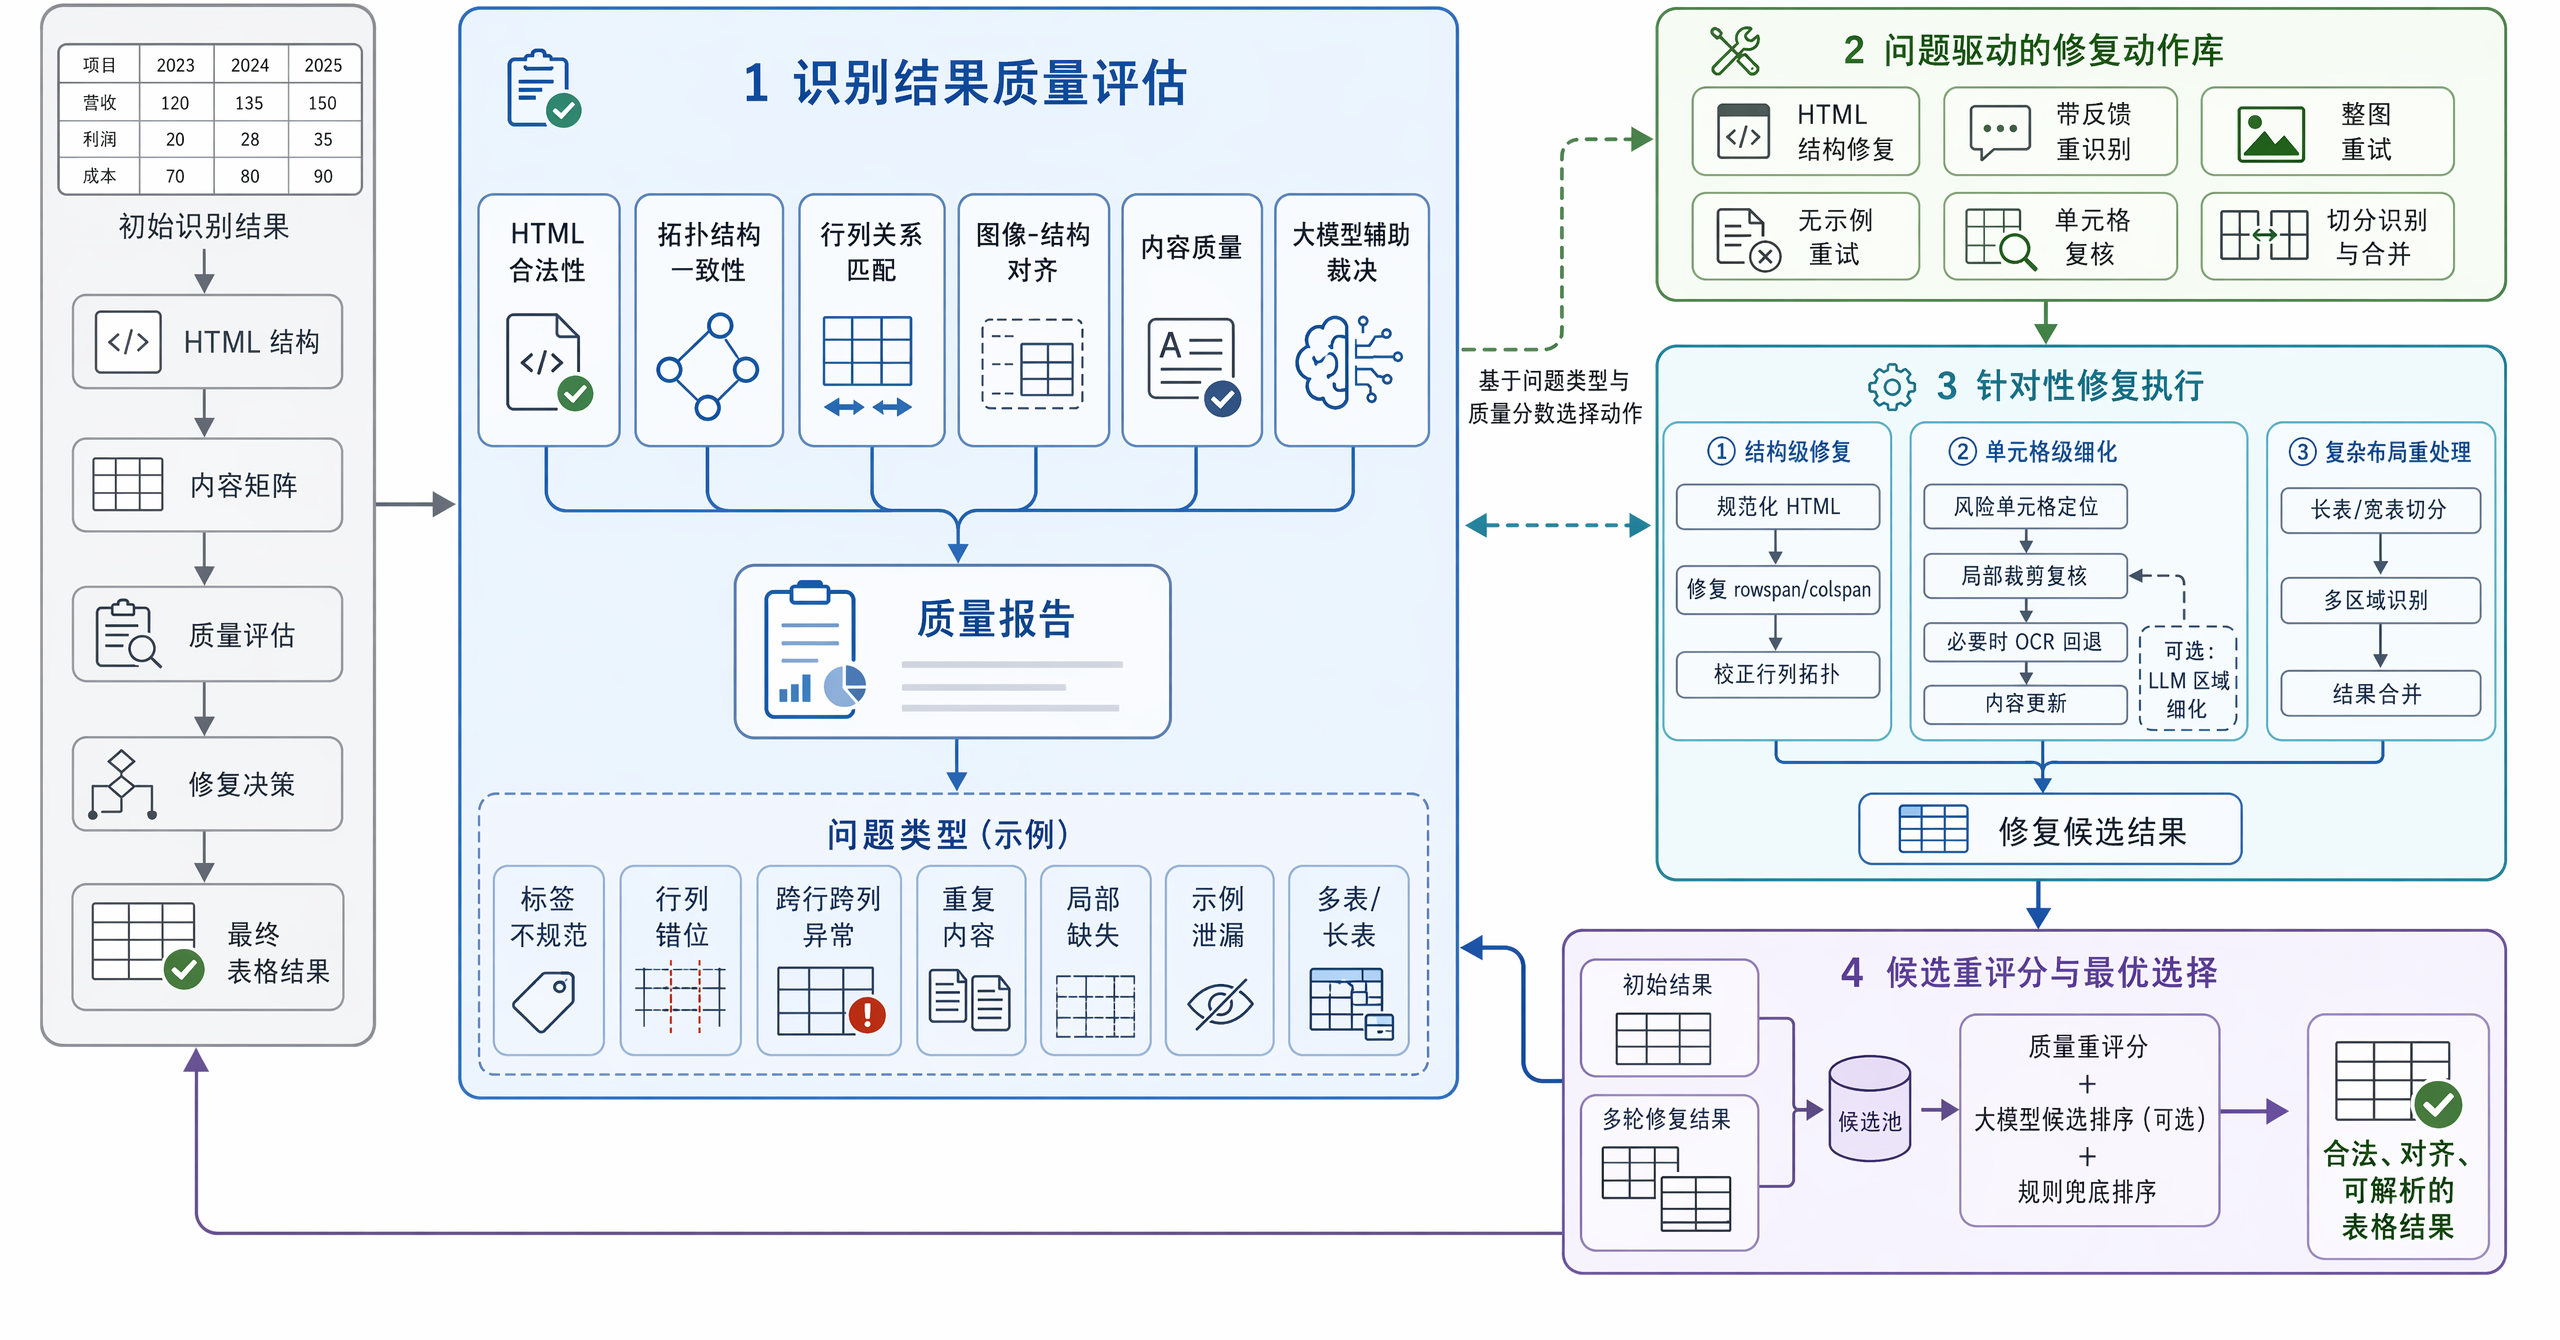 项目 2023 2024 2025
营收 120 135 150
利润 20 28 35
成本 70 80 90
初始识别结果
</> HTML 结构
内容矩阵
质量评估
修复决策
最终
表格结果
1 识别结果质量评估
HTML
合法性
</>
拓扑结构
一致性
行列关系
匹配
图像-结构
对齐
内容质量
A
大模型辅助
裁决
质量报告
问题类型（示例）
标签
不规范
行列
错位
跨行跨列
异常
!
重复
内容
局部
缺失
示例
泄漏
多表/
长表
基于问题类型与
质量分数选择动作
2 问题驱动的修复动作库
</>
HTML
结构修复
带反馈
重识别
整图
重试
无示例
重试
单元格
复核
切分识别
与合并
3 针对性修复执行
① 结构级修复
规范化 HTML
修复 rowspan/colspan
校正行列拓扑
② 单元格级细化
风险单元格定位
局部裁剪复核
必要时 OCR 回退
内容更新
可选：
LLM 区域
细化
③ 复杂布局重处理
长表/宽表切分
多区域识别
结果合并
修复候选结果
4 候选重评分与最优选择
初始结果
多轮修复结果
候选池
质量重评分
+
大模型候选排序（可选）
+
规则兜底排序
合法、对齐、
可解析的
表格结果